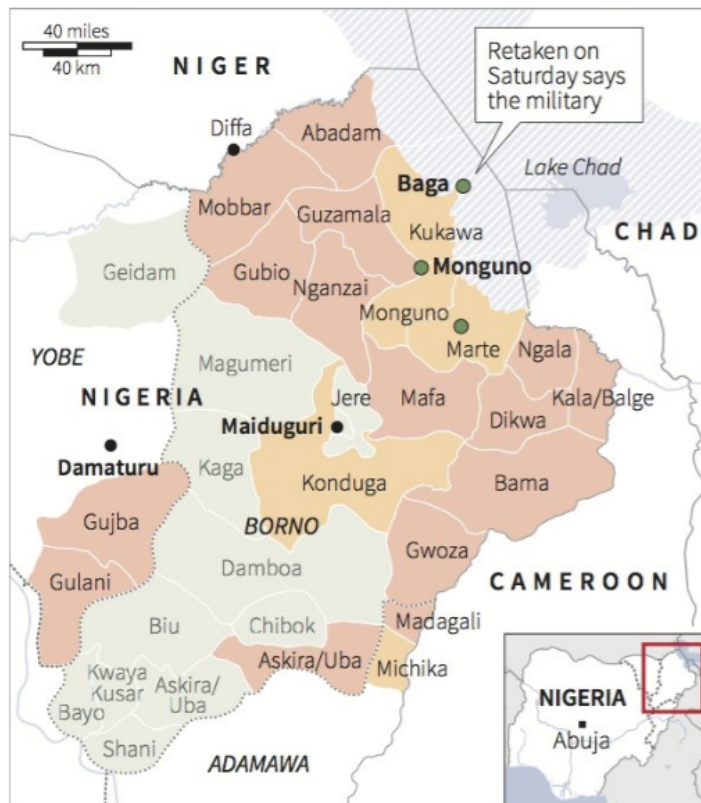 40 miles
40 km
NIGER
Retaken on
Saturday says
the military
Diffa
Abadam
Lake Chad
Baga
Mobbar
Guzamala
Kukawa
CHAD
Geidam
Gubio
Monguno
Nganzai
Monguno
YOBE
Magumeri
Marte
Ngala
NIGERIA
Jere
Mafa
Kala/Balge
Maiduguri
Dikwa
Damaturu
Kaga
Konduga
Bama
Gujba
BORNO
Gwoza
Gulani
Damboa
CAMEROON
Biu
Chibok
Madagali
Askira/Uba
Michika
Kwaya
Kusar
Askira/
Uba
Bayo
Shani
ADAMAWA
NIGERIA
Abuja